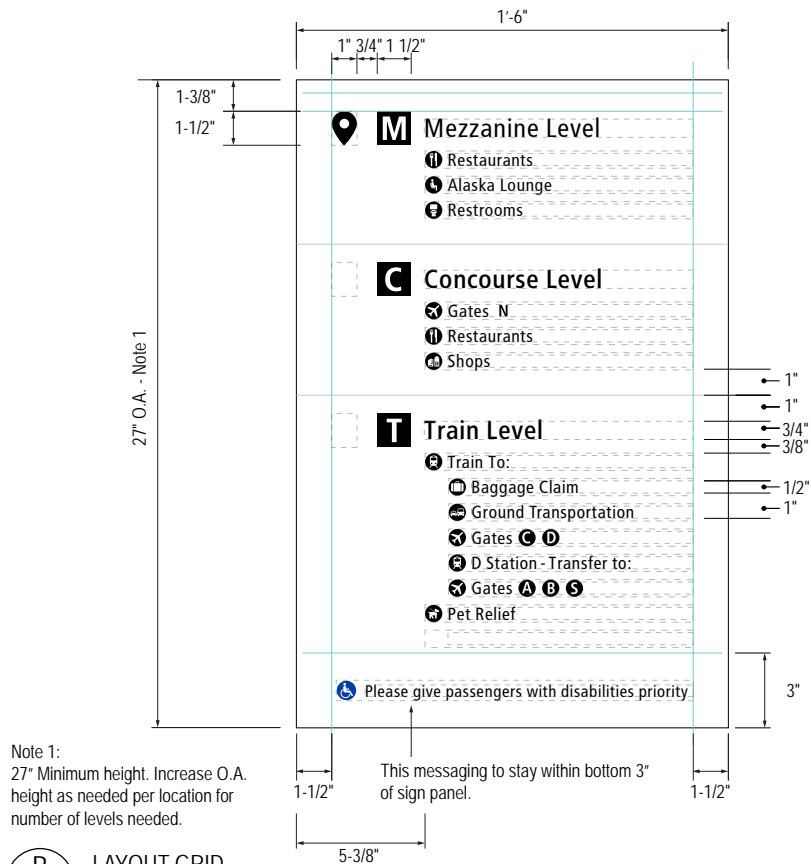 1'-6"
1" 3/4" 1 1/2"
1-3/8"
1-1/2"
27" O.A. - Note 1
M Mezzanine Level
Restaurants
Alaska Lounge
Restrooms
C Concourse Level
Gates N
Restaurants
Shops
1"
1"
3/4"
3/8"
1/2"
1"
T Train Level
Train To:
Baggage Claim
Ground Transportation
Gates C D
D Station - Transfer to:
Gates A B S
Pet Relief
Please give passengers with disabilities priority
3"
Note 1:
27" Minimum height. Increase O.A.
height as needed per location for
number of levels needed.
1-1/2"
This messaging to stay within bottom 3"
of sign panel.
1-1/2"
5-3/8"
LAYOUT GRID